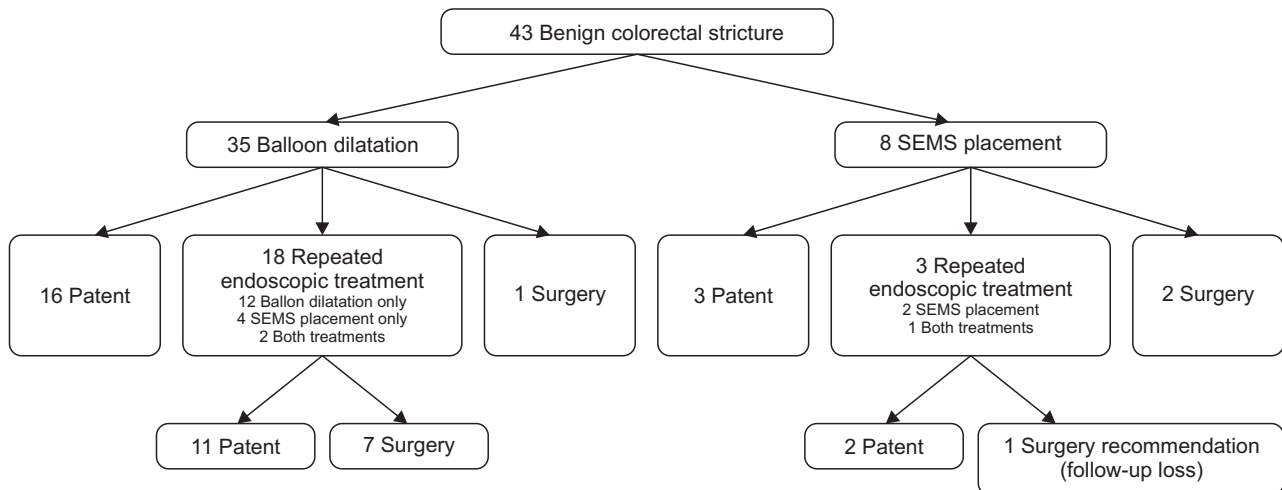 43 Benign colorectal stricture
35 Balloon dilatation
8 SEMS placement
16 Patent
18 Repeated
endoscopic treatment
12 Ballon dilatation only
4 SEMS placement only
2 Both treatments
1 Surgery
3 Patent
3 Repeated
endoscopic treatment
2 SEMS placement
1 Both treatments
2 Surgery
11 Patent
7 Surgery
2 Patent
1 Surgery recommendation
(follow-up loss)